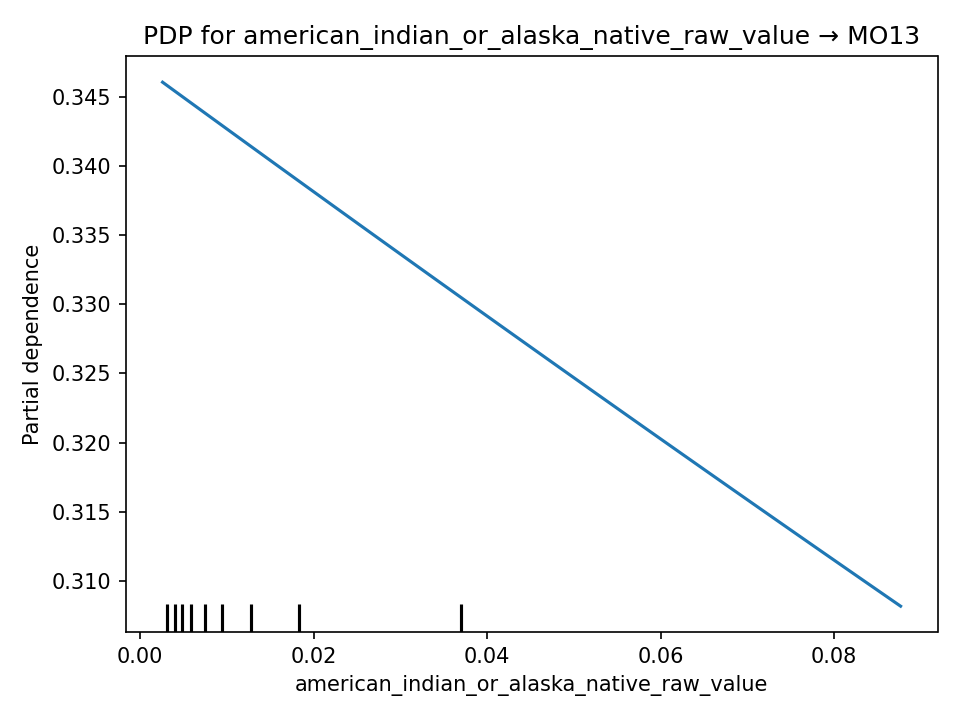 PDP for american_indian_or_alaska_native_raw_value → MO13
Partial dependence
0.345
0.340
0.335
0.330
0.325
0.320
0.315
0.310
0.00 0.02 0.04 0.06 0.08
american_indian_or_alaska_native_raw_value